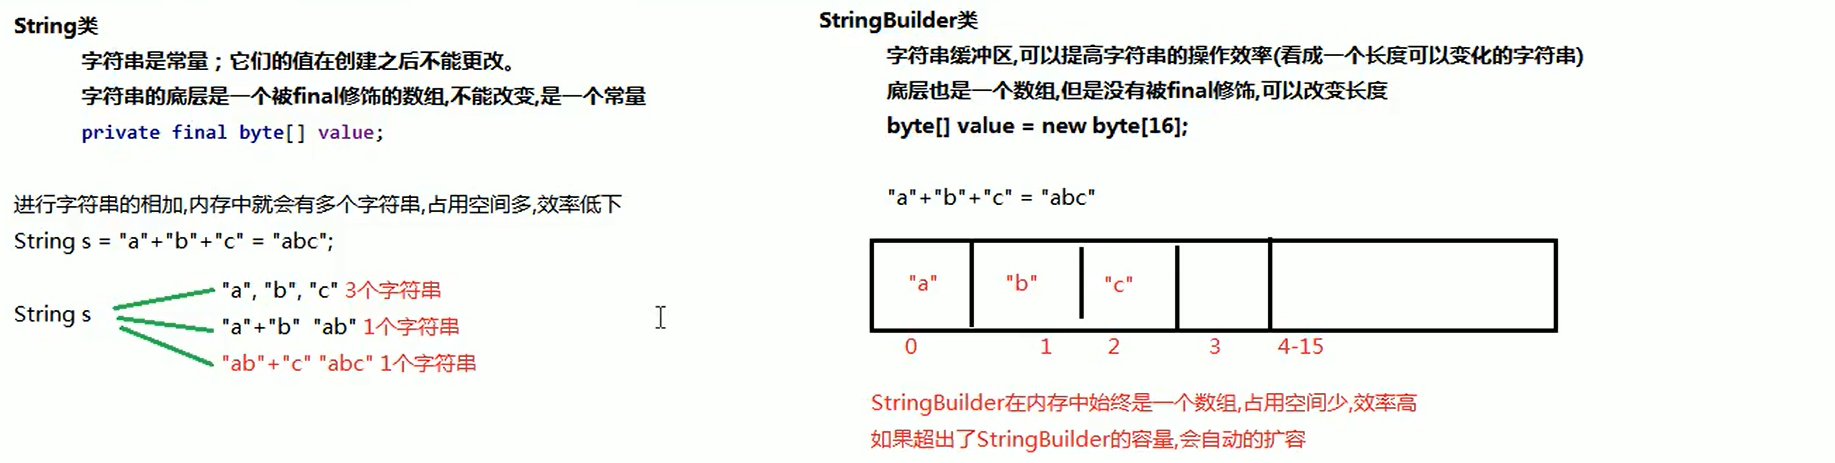 String类
字符串是常量；它们的值在创建之后不能更改。
字符串的底层是一个被final修饰的数组,不能改变,是一个常量
private final byte[] value;
进行字符串的相加,内存中就会有多个字符串,占用空间多,效率低下
String s = "a"+"b"+"c" = "abc";
String s
"a", "b", "c" 3个字符串
"a"+"b" "ab" 1个字符串
"ab"+"c" "abc" 1个字符串
StringBuilder类
字符串缓冲区,可以提高字符串的操作效率(看成一个长度可以变化的字符串)
底层也是一个数组,但是没有被final修饰,可以改变长度
byte[] value = new byte[16];
"a"+"b"+"c" = "abc"
"a" "b" "c"
0 1 2 3 4-15
StringBuilder在内存中始终是一个数组,占用空间少,效率高
如果超出了StringBuilder的容量,会自动的扩容